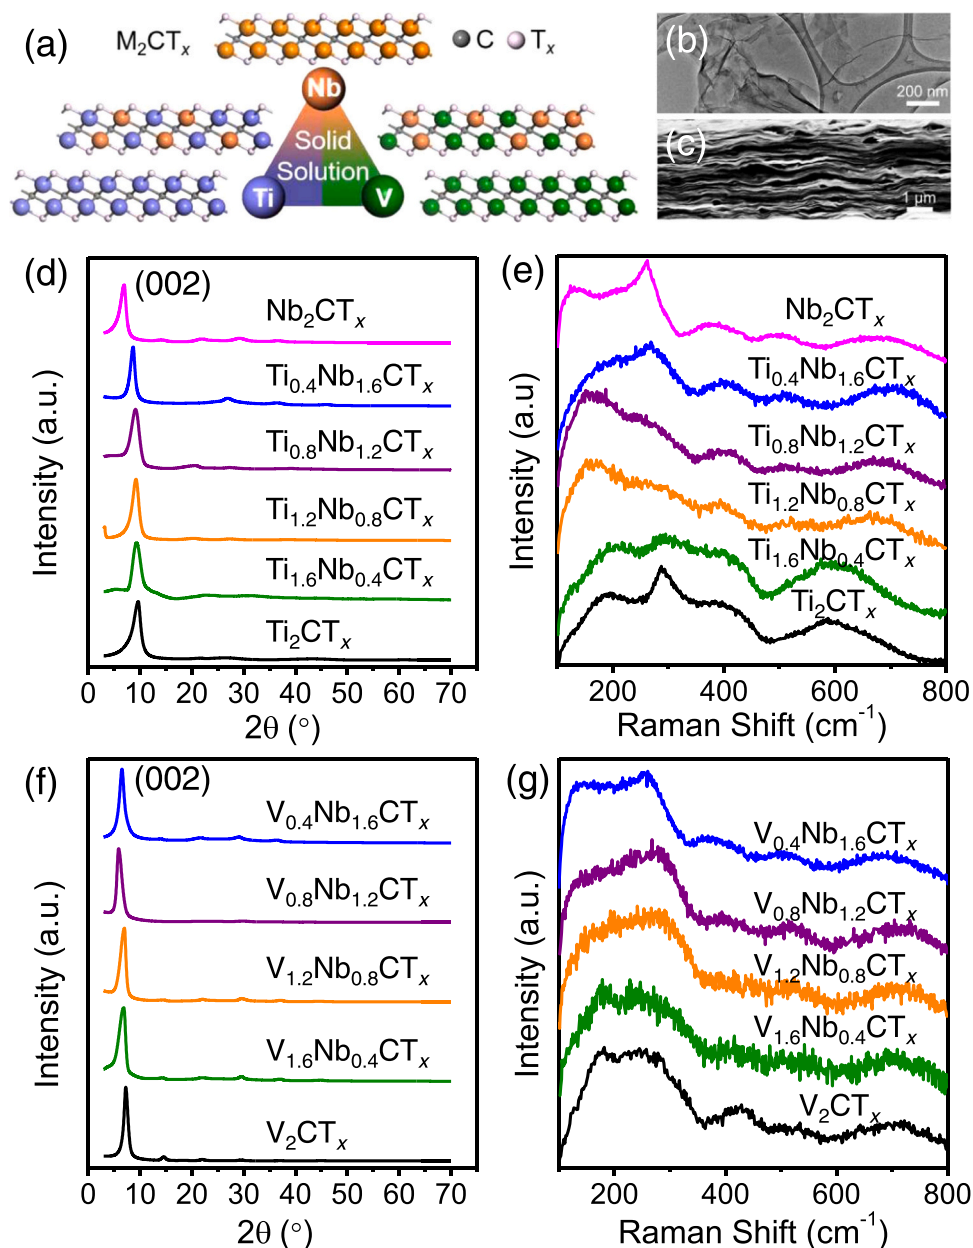 (a)
M₂CTₓ
C
Tₓ
Nb
Solid
Solution
Ti
V
(b)
200 nm
(c)
1 µm
(d)
(002)
Nb₂CTₓ
Ti₀.₄Nb₁.₆CTₓ
Ti₀.₈Nb₁.₂CTₓ
Ti₁.₂Nb₀.₈CTₓ
Ti₁.₆Nb₀.₄CTₓ
Ti₂CTₓ
Intensity (a.u.)
0 10 20 30 40 50 60 70
2θ (°)
(e)
Nb₂CTₓ
Ti₀.₄Nb₁.₆CTₓ
Ti₀.₈Nb₁.₂CTₓ
Ti₁.₂Nb₀.₈CTₓ
Ti₁.₆Nb₀.₄CTₓ
Ti₂CTₓ
Intensity (a.u)
200 400 600 800
Raman Shift (cm⁻¹)
(f)
(002)
V₀.₄Nb₁.₆CTₓ
V₀.₈Nb₁.₂CTₓ
V₁.₂Nb₀.₈CTₓ
V₁.₆Nb₀.₄CTₓ
V₂CTₓ
Intensity (a.u.)
0 10 20 30 40 50 60 70
2θ (°)
(g)
V₀.₄Nb₁.₆CTₓ
V₀.₈Nb₁.₂CTₓ
V₁.₂Nb₀.₈CTₓ
V₁.₆Nb₀.₄CTₓ
V₂CTₓ
Intensity (a.u.)
200 400 600 800
Raman Shift (cm⁻¹)